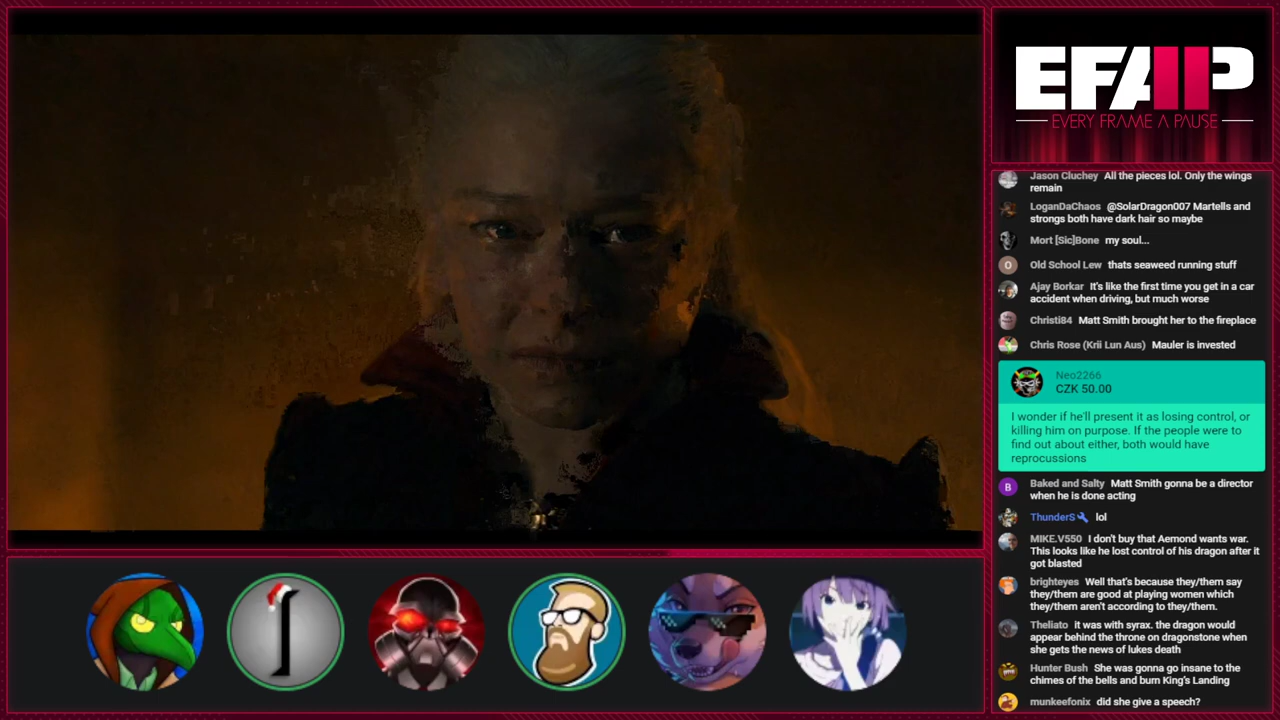 EFAP
EVERY FRAME A PAUSE
Jason Cluchey All the pieces lol. Only the wings
remain
LoganDaChaos @SolarDragon007 Martells and
strongs both have dark hair so maybe
Mort [Sic]Bone my soul...
O Old School Lew thats seaweed running stuff
Ajay Borkar It's like the first time you get in a car
accident when driving, but much worse
Christi84 Matt Smith brought her to the fireplace
Chris Rose (Krii Lun Aus) Mauler is invested
Neo2266
CZK 50.00
I wonder if he'll present it as losing control, or
killing him on purpose. If the people were to
find out about either, both would have
reprocussions
B Baked and Salty Matt Smith gonna be a director
when he is done acting
ThunderS lol
MIKE.V550 I don't buy that Aemond wants war.
This looks like he lost control of his dragon after it
got blasted
brighteyes Well that's because they/them say
they/them are good at playing women which
they/them aren't according to they/them.
Theliato it was with syrax. the dragon would
appear behind the throne on dragonstone when
she gets the news of lukes death
Hunter Bush She was gonna go insane to the
chimes of the bells and burn King's Landing
munkeefonix did she give a speech?